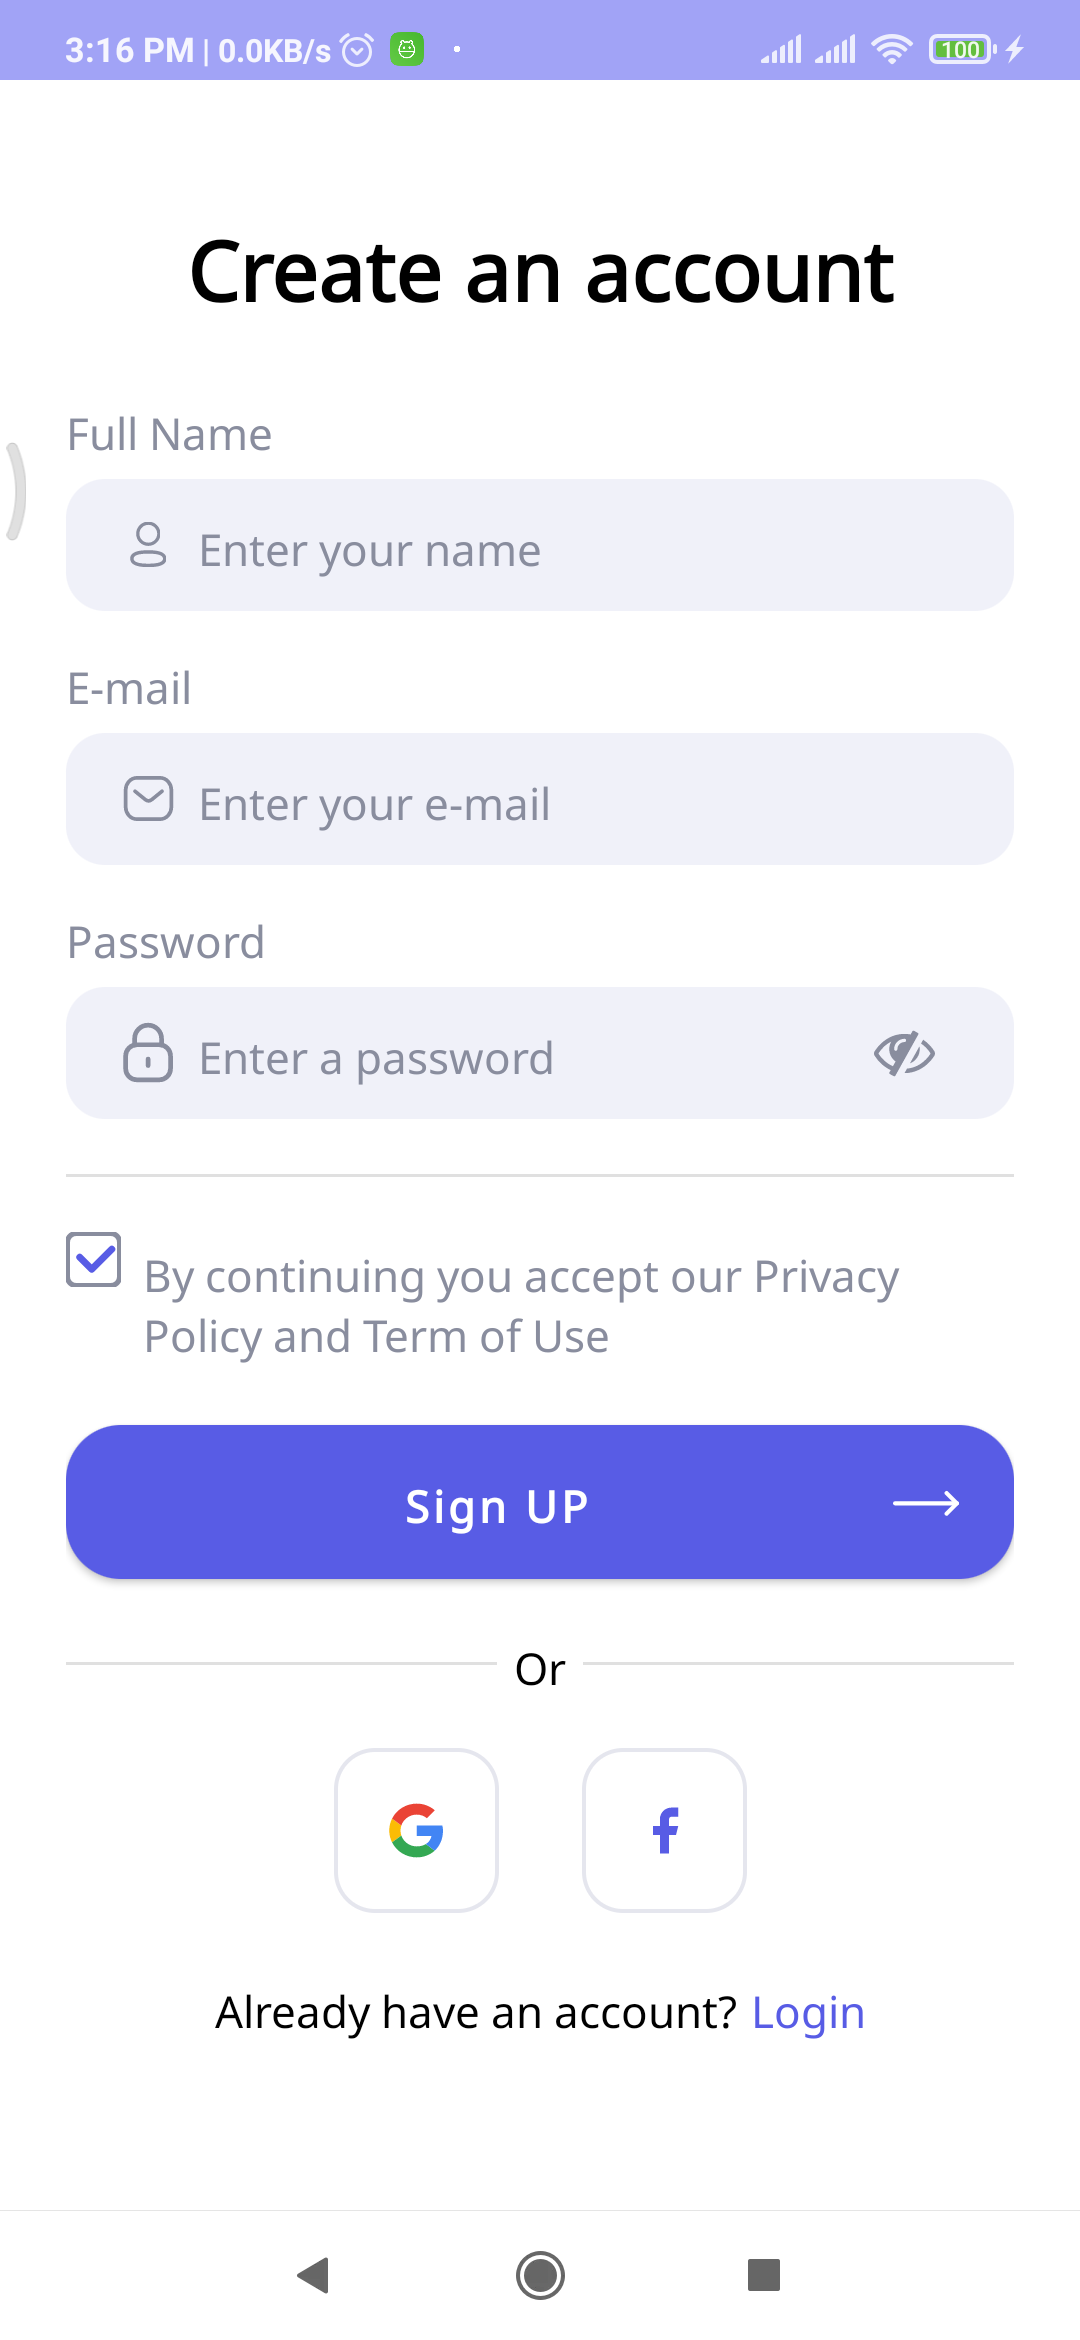 3:16 PM | 0.0KB/s
100
Create an account
Full Name
Enter your name
E-mail
Enter your e-mail
Password
Enter a password
By continuing you accept our Privacy
Policy and Term of Use
Sign UP
Or
Already have an account? Login